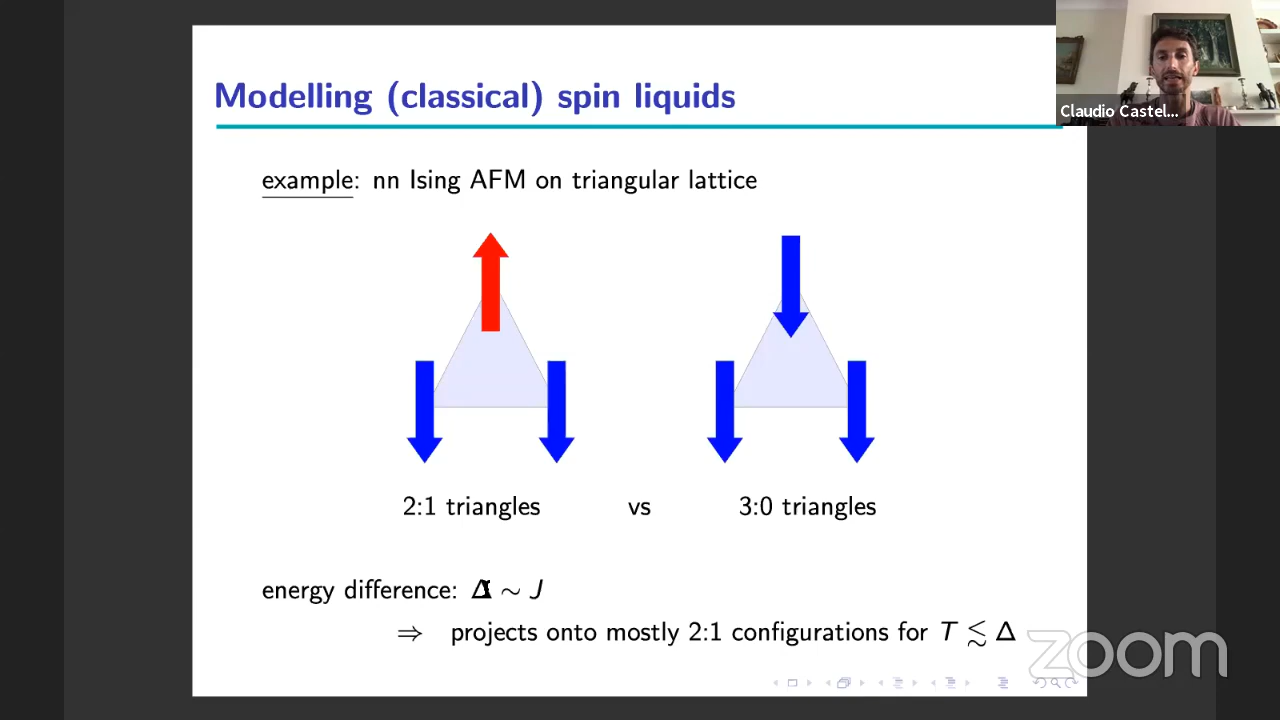 Modelling (classical) spin liquids
Claudio Castel...
example: nn Ising AFM on triangular lattice
2:1 triangles vs 3:0 triangles
energy difference: Δ ∼ J
⇒ projects onto mostly 2:1 configurations for T ≲ Δ
zoom